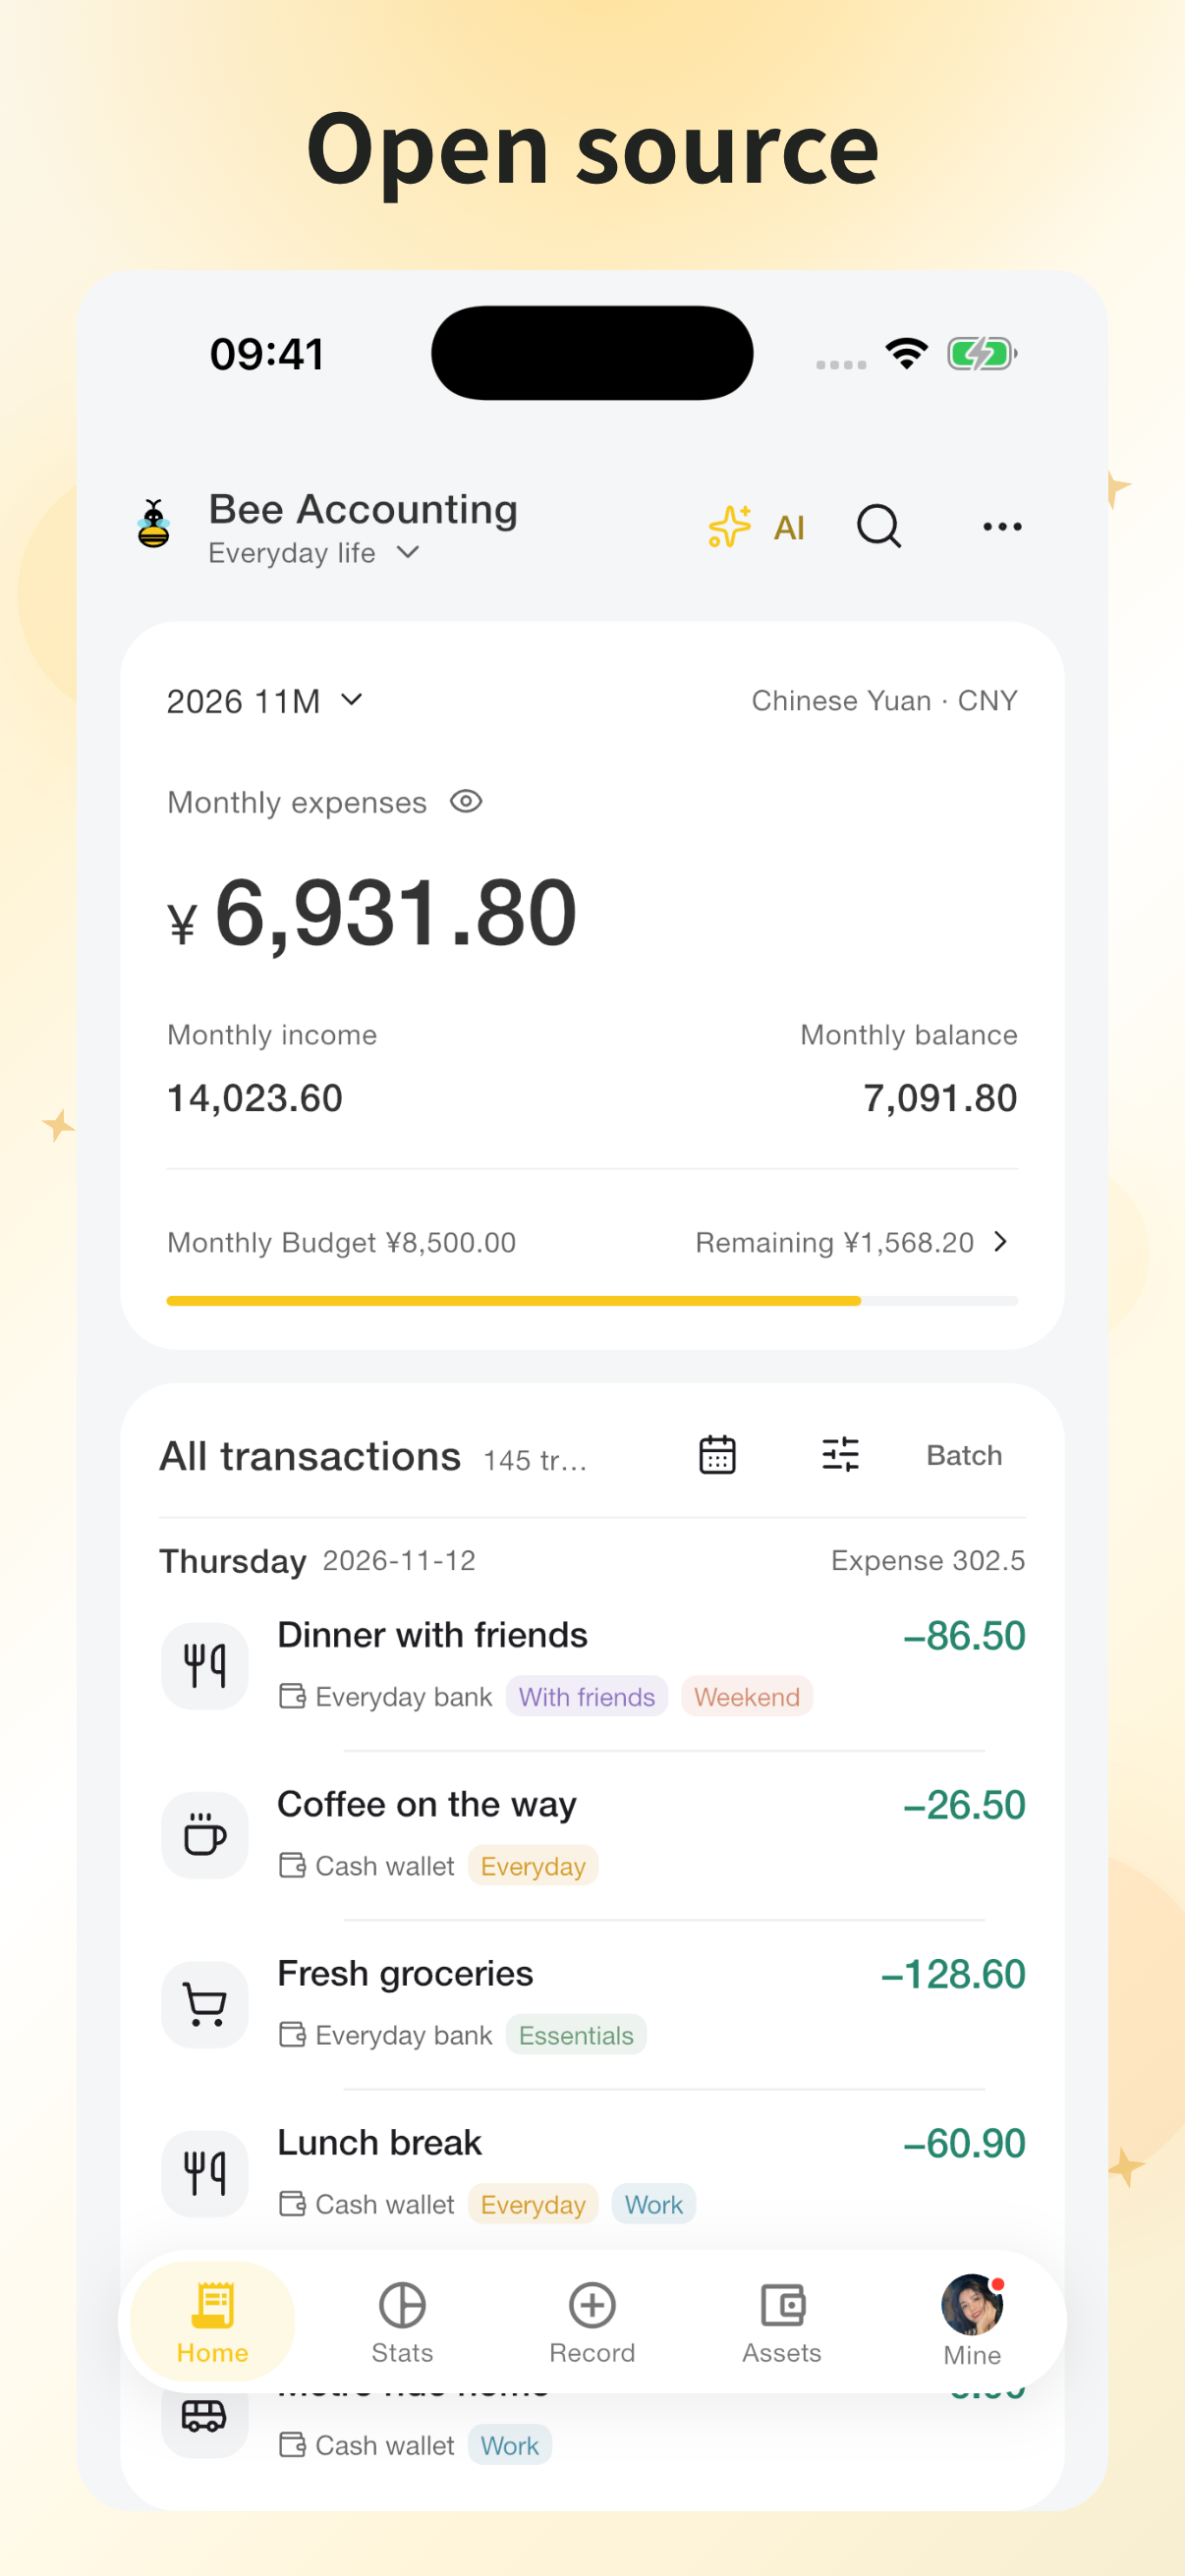 Open source
09:41
Bee Accounting
Everyday life
AI
2026 11M
Chinese Yuan · CNY
Monthly expenses
¥ 6,931.80
Monthly income
Monthly balance
14,023.60
7,091.80
Monthly Budget ¥8,500.00
Remaining ¥1,568.20
All transactions 145 tr...
Batch
Thursday 2026-11-12
Expense 302.5
Dinner with friends
–86.50
Everyday bank With friends Weekend
Coffee on the way
–26.50
Cash wallet Everyday
Fresh groceries
–128.60
Everyday bank Essentials
Lunch break
–60.90
Cash wallet Everyday Work
Home
Stats
Record
Assets
Mine
Cash wallet Work